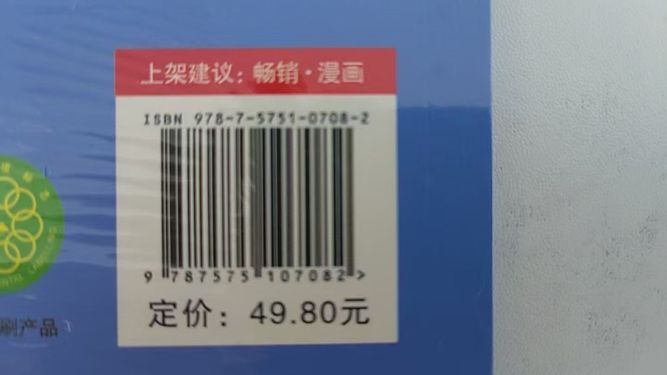 上架建议：畅销·漫画
ISBN 978-7-5751-0708-2
9 787575 107082 >
定价：49.80元
刷产品